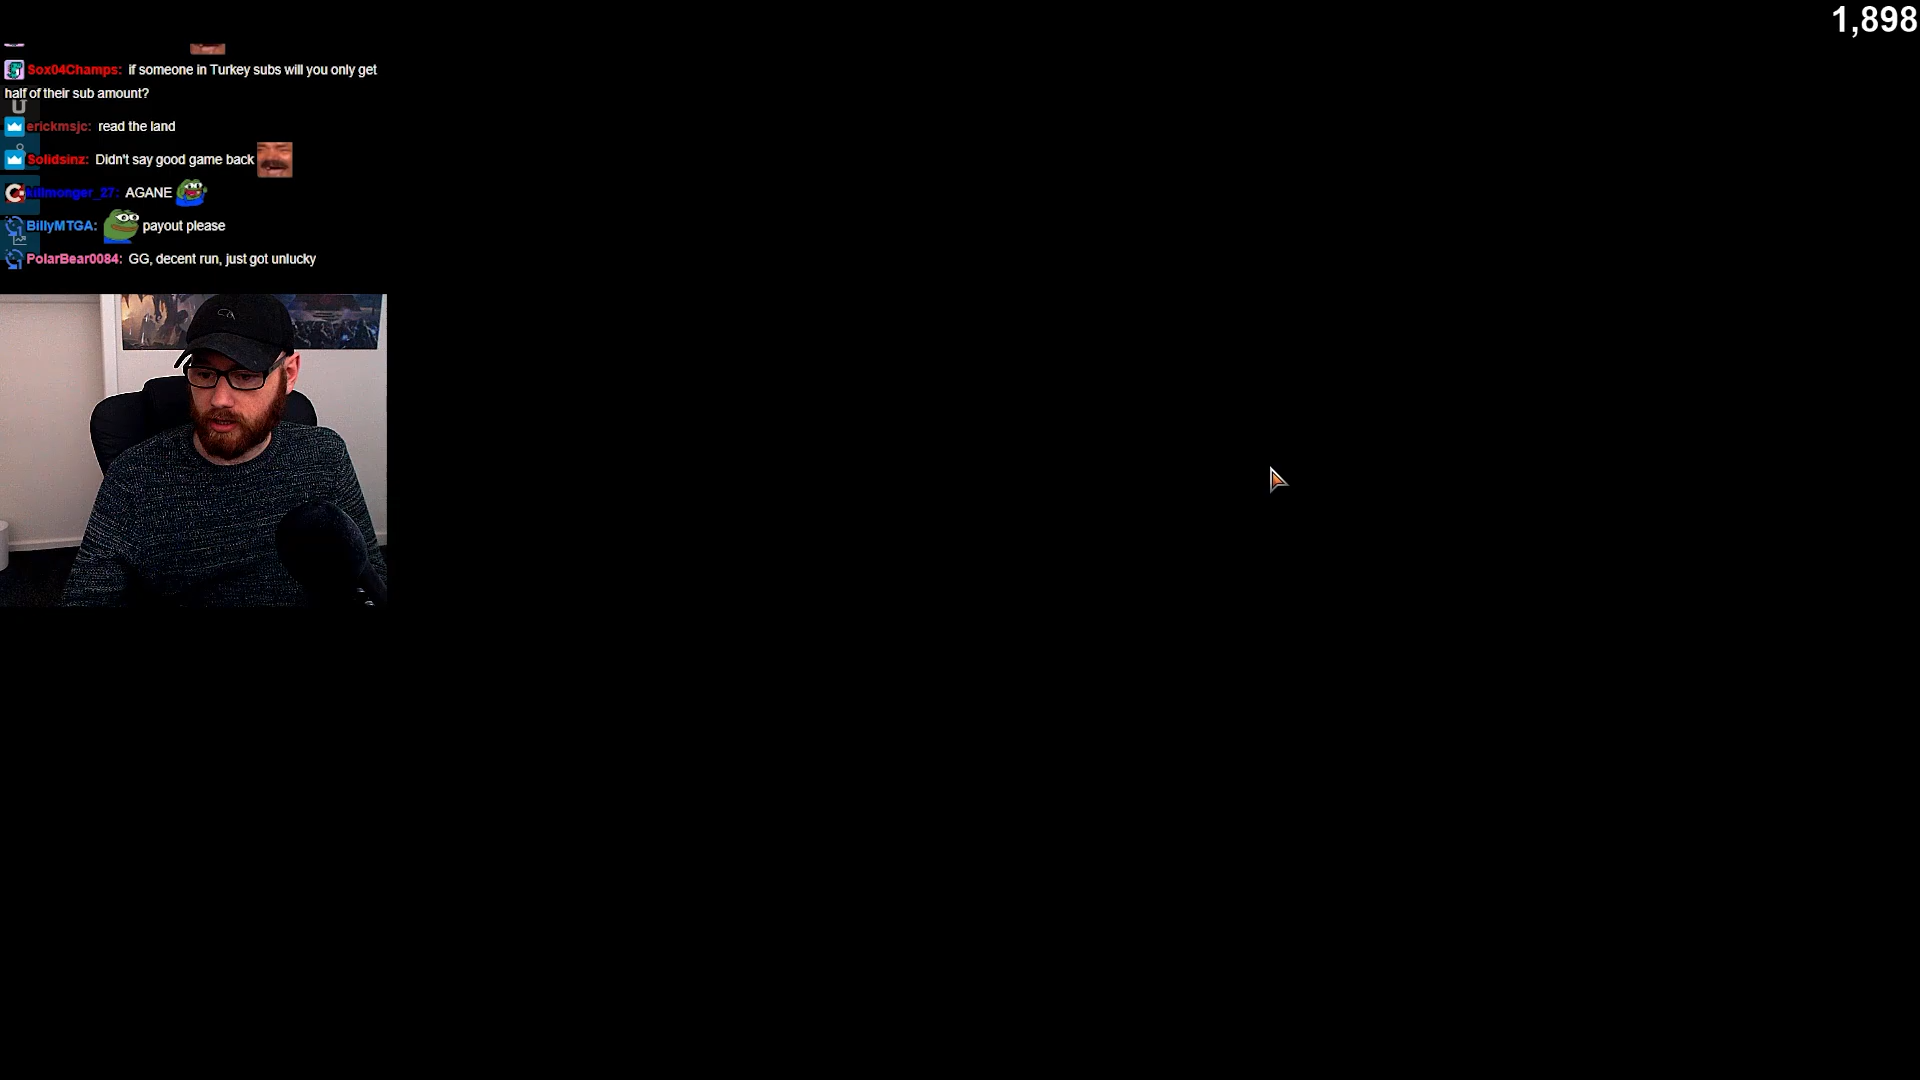 1,898
Sox04Champs: if someone in Turkey subs will you only get
half of their sub amount?
erickmsjc: read the land
Solidsinz: Didn't say good game back
killmonger_27: AGANE
BillyMTGA: payout please
PolarBear0084: GG, decent run, just got unlucky